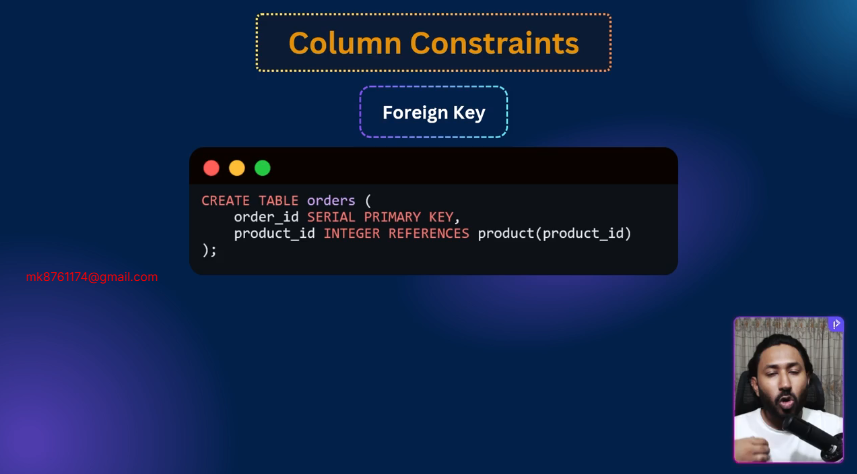 Column Constraints
Foreign Key
CREATE TABLE orders (
    order_id SERIAL PRIMARY KEY,
    product_id INTEGER REFERENCES product(product_id)
);
mk8761174@gmail.com